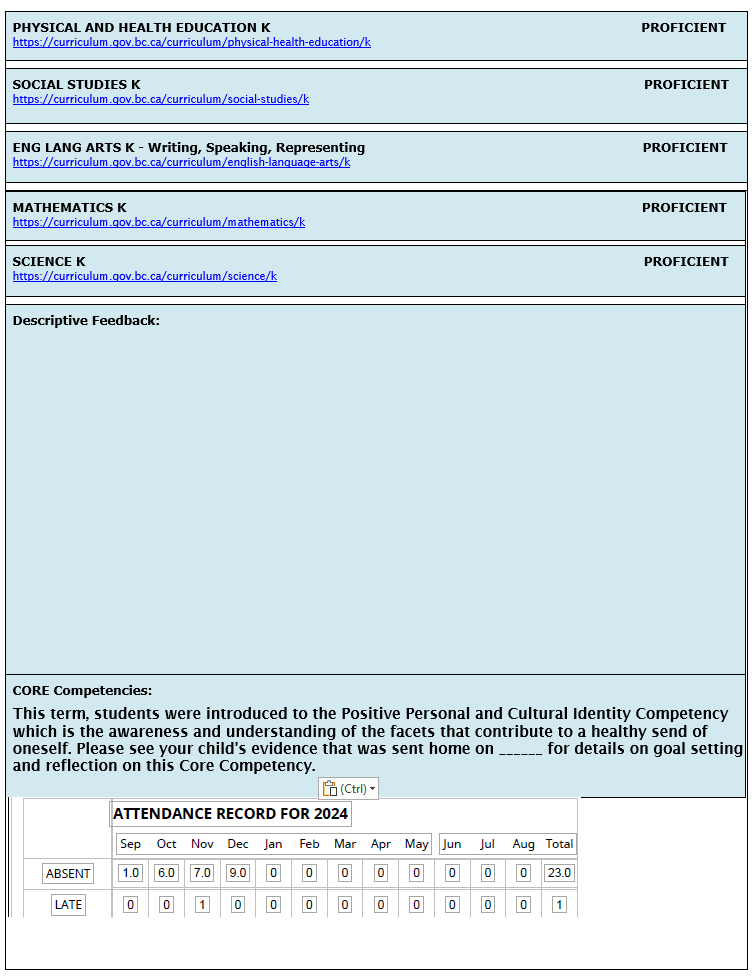 PHYSICAL AND HEALTH EDUCATION K PROFICIENT
https://curriculum.gov.bc.ca/curriculum/physical-health-education/k
SOCIAL STUDIES K PROFICIENT
https://curriculum.gov.bc.ca/curriculum/social-studies/k
ENG LANG ARTS K - Writing, Speaking, Representing PROFICIENT
https://curriculum.gov.bc.ca/curriculum/english-language-arts/k
MATHEMATICS K PROFICIENT
https://curriculum.gov.bc.ca/curriculum/mathematics/k
SCIENCE K PROFICIENT
https://curriculum.gov.bc.ca/curriculum/science/k
Descriptive Feedback:
CORE Competencies:
This term, students were introduced to the Positive Personal and Cultural Identity Competency
which is the awareness and understanding of the facets that contribute to a healthy send of
oneself. Please see your child's evidence that was sent home on ______ for details on goal setting
and reflection on this Core Competency.
(Ctrl)
ATTENDANCE RECORD FOR 2024
Sep Oct Nov Dec Jan Feb Mar Apr May Jun Jul Aug Total
ABSENT 1.0 6.0 7.0 9.0 0 0 0 0 0 0 0 0 23.0
LATE 0 0 1 0 0 0 0 0 0 0 0 0 1